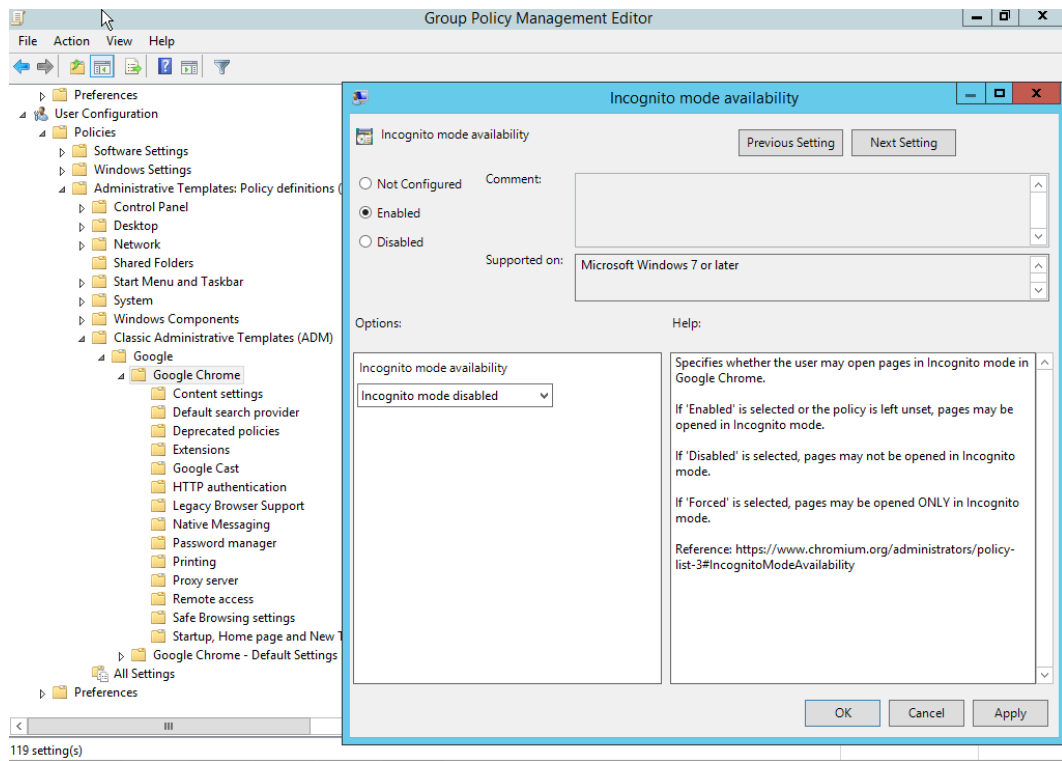 Group Policy Management Editor
File Action View Help
Preferences
User Configuration
Policies
Software Settings
Windows Settings
Administrative Templates: Policy definitions (
Control Panel
Desktop
Network
Shared Folders
Start Menu and Taskbar
System
Windows Components
Classic Administrative Templates (ADM)
Google
Google Chrome
Content settings
Default search provider
Deprecated policies
Extensions
Google Cast
HTTP authentication
Legacy Browser Support
Native Messaging
Password manager
Printing
Proxy server
Remote access
Safe Browsing settings
Startup, Home page and New T
Google Chrome - Default Settings
All Settings
Preferences
119 setting(s)
Incognito mode availability
Incognito mode availability
Previous Setting
Next Setting
Not Configured
Enabled
Disabled
Comment:
Supported on:
Microsoft Windows 7 or later
Options:
Help:
Incognito mode availability
Incognito mode disabled
Specifies whether the user may open pages in Incognito mode in
Google Chrome.
If 'Enabled' is selected or the policy is left unset, pages may be
opened in Incognito mode.
If 'Disabled' is selected, pages may not be opened in Incognito
mode.
If 'Forced' is selected, pages may be opened ONLY in Incognito
mode.
Reference: https://www.chromium.org/administrators/policy-
list-3#IncognitoModeAvailability
OK
Cancel
Apply